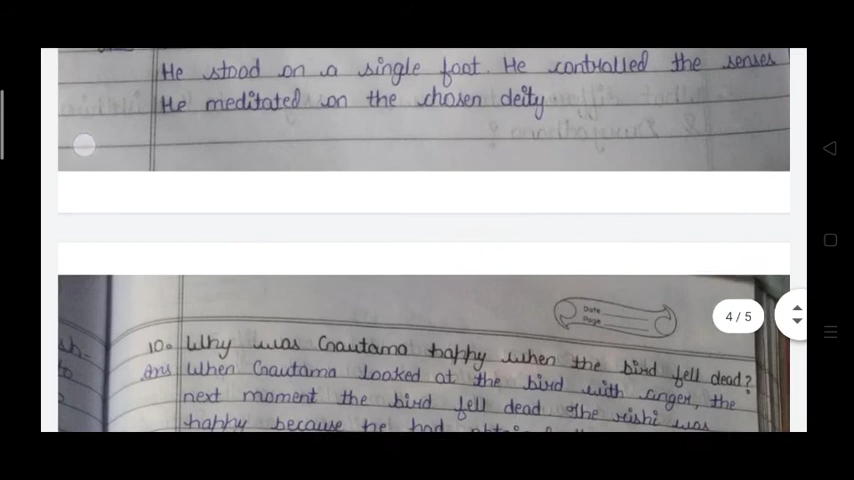 He stood on a single foot. He controlled the senses
He meditated on the chosen deity
Date
Page
4 / 5
10. Why was Gautama happy when the bird fell dead?
Ans When Gautama looked at the bird with anger, the
next moment the bird fell dead The rishi was
happy because he had